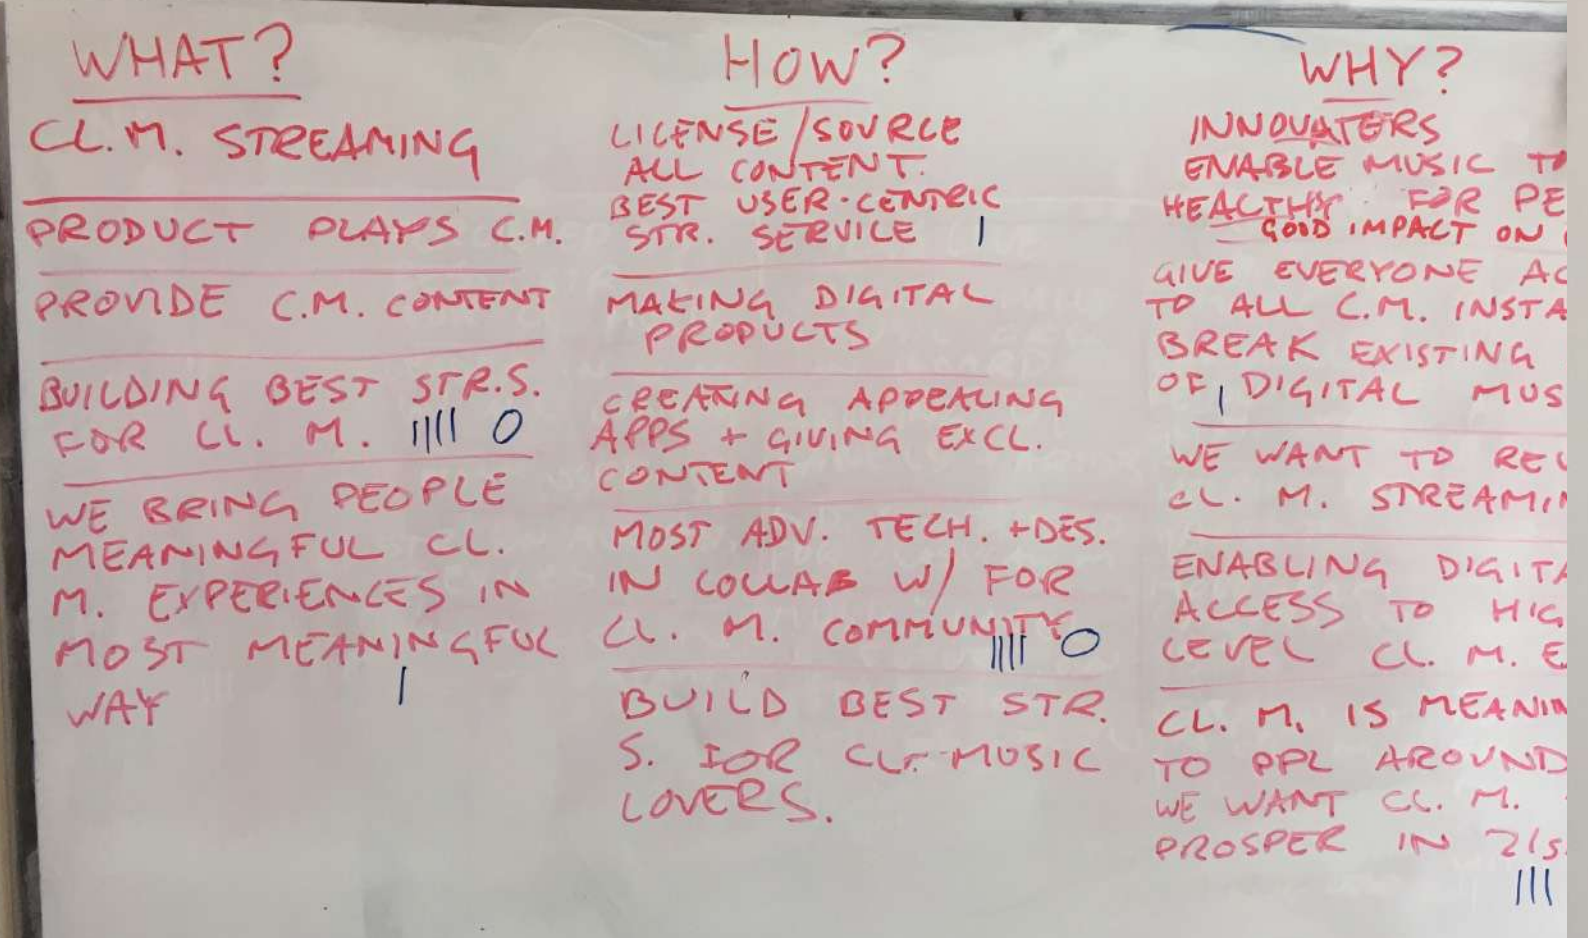 WHAT?
CL.M. STREAMING
PRODUCT PLAYS C.M.
PROVIDE C.M. CONTENT
BUILDING BEST STR.S.
FOR CL. M. |||| O
WE BRING PEOPLE
MEANINGFUL CL.
M. EXPERIENCES IN
MOST MEANINGFUL
WAY |
HOW?
LICENSE/SOURCE
ALL CONTENT.
BEST USER-CENTRIC
STR. SERVICE |
MAKING DIGITAL
PRODUCTS
CREATING APPEALING
APPS + GIVING EXCL.
CONTENT
MOST ADV. TECH. + DES.
IN COLLAB W/ FOR
CL. M. COMMUNITY
|||| O
BUILD BEST STR.
S. FOR CL. MUSIC
LOVERS.
WHY?
INNOVATERS
ENABLE MUSIC
HEALTHY FOR
GOOD IMPACT ON
GIVE EVERYONE
TO ALL C.M.
BREAK EXISTING
OF | DIGITAL
WE WANT TO
CL. M.
ENABLING
ACCESS TO
LEVEL CL. M.
CL. M. IS
TO PPL AROUND
WE WANT CL. M.
PROSPER IN
|||